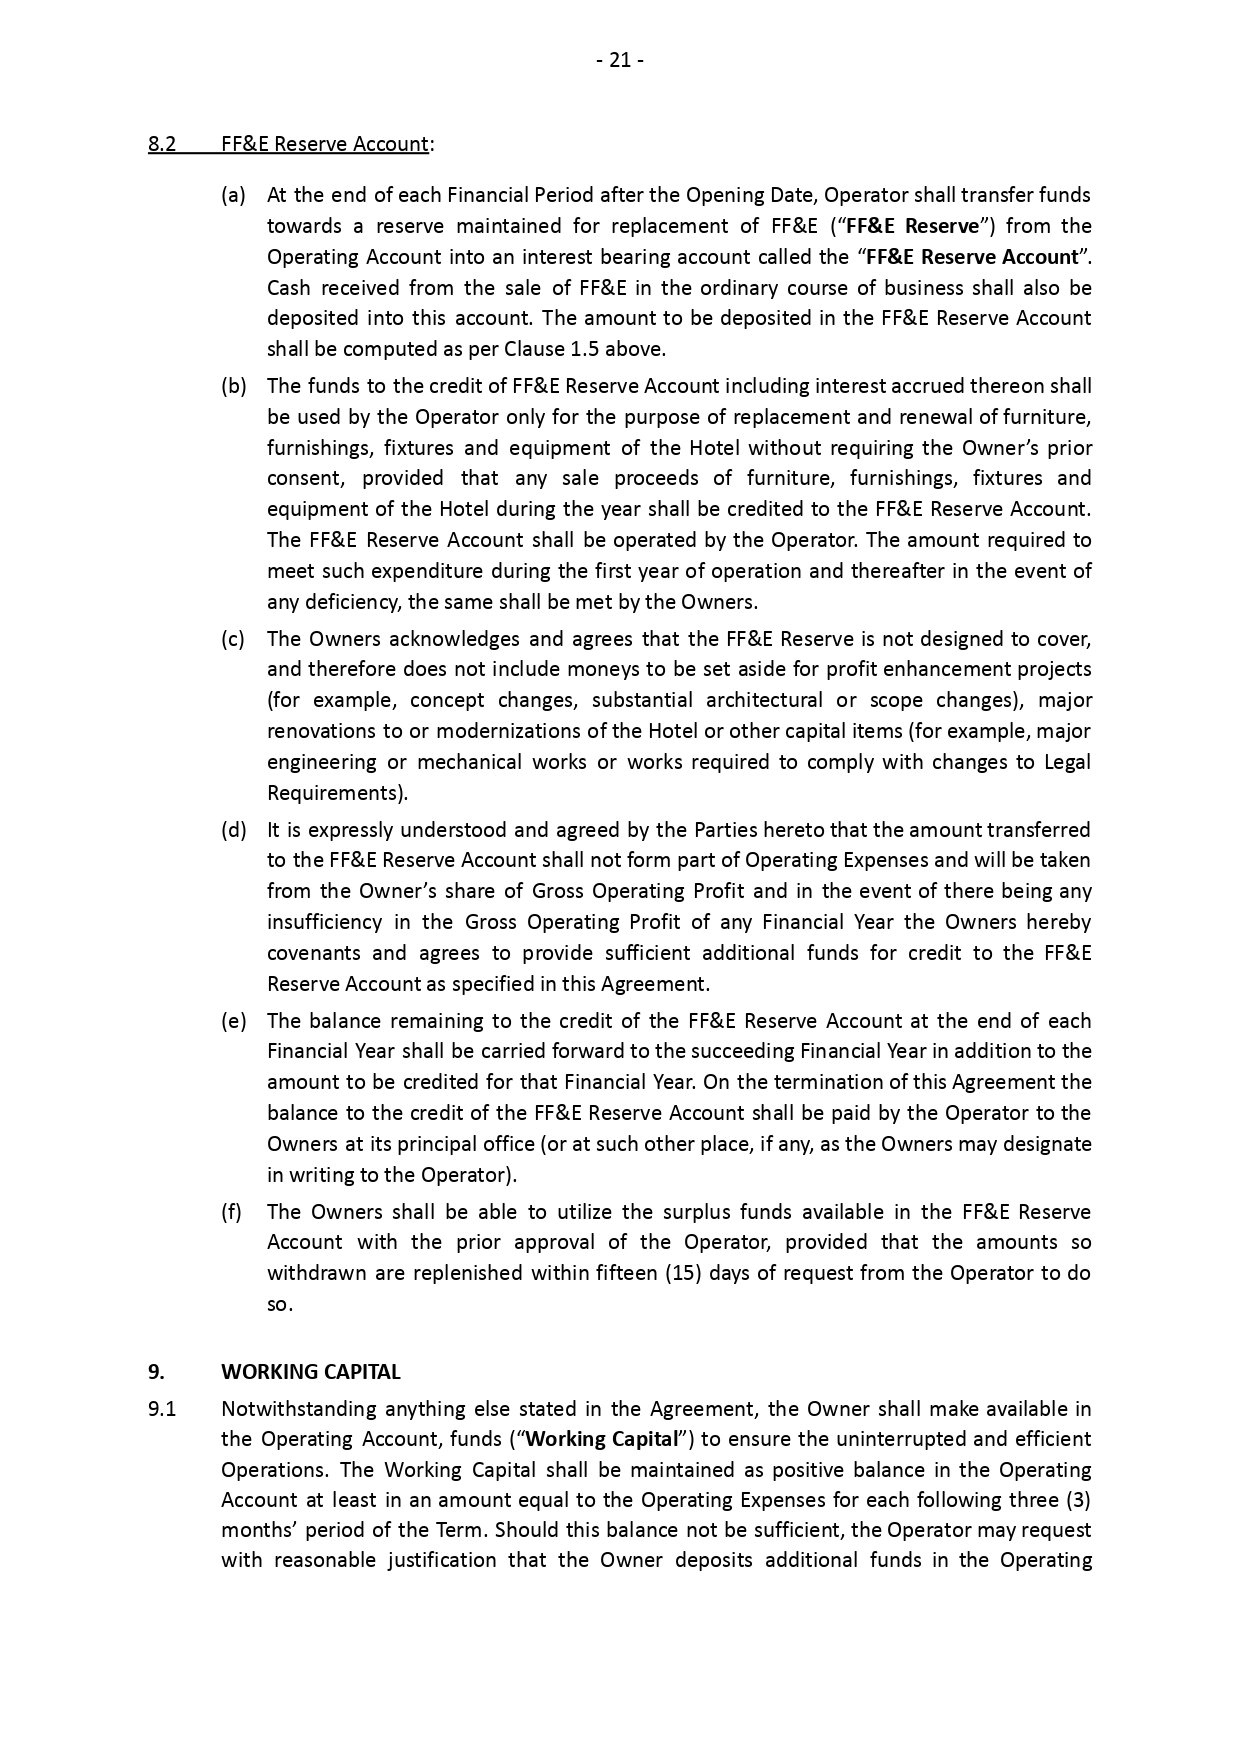 - 21 -
8.2 FF&E Reserve Account:
(a) At the end of each Financial Period after the Opening Date, Operator shall transfer funds
towards a reserve maintained for replacement of FF&E (“FF&E Reserve”) from the
Operating Account into an interest bearing account called the “FF&E Reserve Account”.
Cash received from the sale of FF&E in the ordinary course of business shall also be
deposited into this account. The amount to be deposited in the FF&E Reserve Account
shall be computed as per Clause 1.5 above.
(b) The funds to the credit of FF&E Reserve Account including interest accrued thereon shall
be used by the Operator only for the purpose of replacement and renewal of furniture,
furnishings, fixtures and equipment of the Hotel without requiring the Owner’s prior
consent, provided that any sale proceeds of furniture, furnishings, fixtures and
equipment of the Hotel during the year shall be credited to the FF&E Reserve Account.
The FF&E Reserve Account shall be operated by the Operator. The amount required to
meet such expenditure during the first year of operation and thereafter in the event of
any deficiency, the same shall be met by the Owners.
(c) The Owners acknowledges and agrees that the FF&E Reserve is not designed to cover,
and therefore does not include moneys to be set aside for profit enhancement projects
(for example, concept changes, substantial architectural or scope changes), major
renovations to or modernizations of the Hotel or other capital items (for example, major
engineering or mechanical works or works required to comply with changes to Legal
Requirements).
(d) It is expressly understood and agreed by the Parties hereto that the amount transferred
to the FF&E Reserve Account shall not form part of Operating Expenses and will be taken
from the Owner’s share of Gross Operating Profit and in the event of there being any
insufficiency in the Gross Operating Profit of any Financial Year the Owners hereby
covenants and agrees to provide sufficient additional funds for credit to the FF&E
Reserve Account as specified in this Agreement.
(e) The balance remaining to the credit of the FF&E Reserve Account at the end of each
Financial Year shall be carried forward to the succeeding Financial Year in addition to the
amount to be credited for that Financial Year. On the termination of this Agreement the
balance to the credit of the FF&E Reserve Account shall be paid by the Operator to the
Owners at its principal office (or at such other place, if any, as the Owners may designate
in writing to the Operator).
(f) The Owners shall be able to utilize the surplus funds available in the FF&E Reserve
Account with the prior approval of the Operator, provided that the amounts so
withdrawn are replenished within fifteen (15) days of request from the Operator to do
so.
9. WORKING CAPITAL
9.1 Notwithstanding anything else stated in the Agreement, the Owner shall make available in
the Operating Account, funds (“Working Capital”) to ensure the uninterrupted and efficient
Operations. The Working Capital shall be maintained as positive balance in the Operating
Account at least in an amount equal to the Operating Expenses for each following three (3)
months’ period of the Term. Should this balance not be sufficient, the Operator may request
with reasonable justification that the Owner deposits additional funds in the Operating